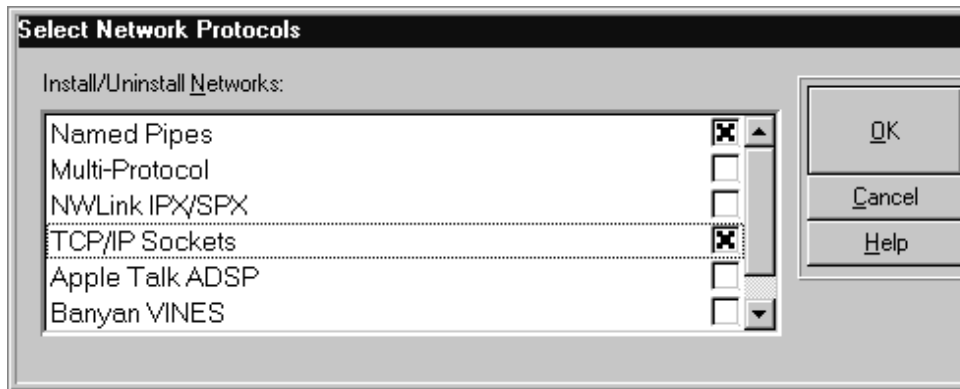 Select Network Protocols
Install/Uninstall Networks:
Named Pipes
Multi-Protocol
NWLink IPX/SPX
TCP/IP Sockets
Apple Talk ADSP
Banyan VINES
OK
Cancel
Help